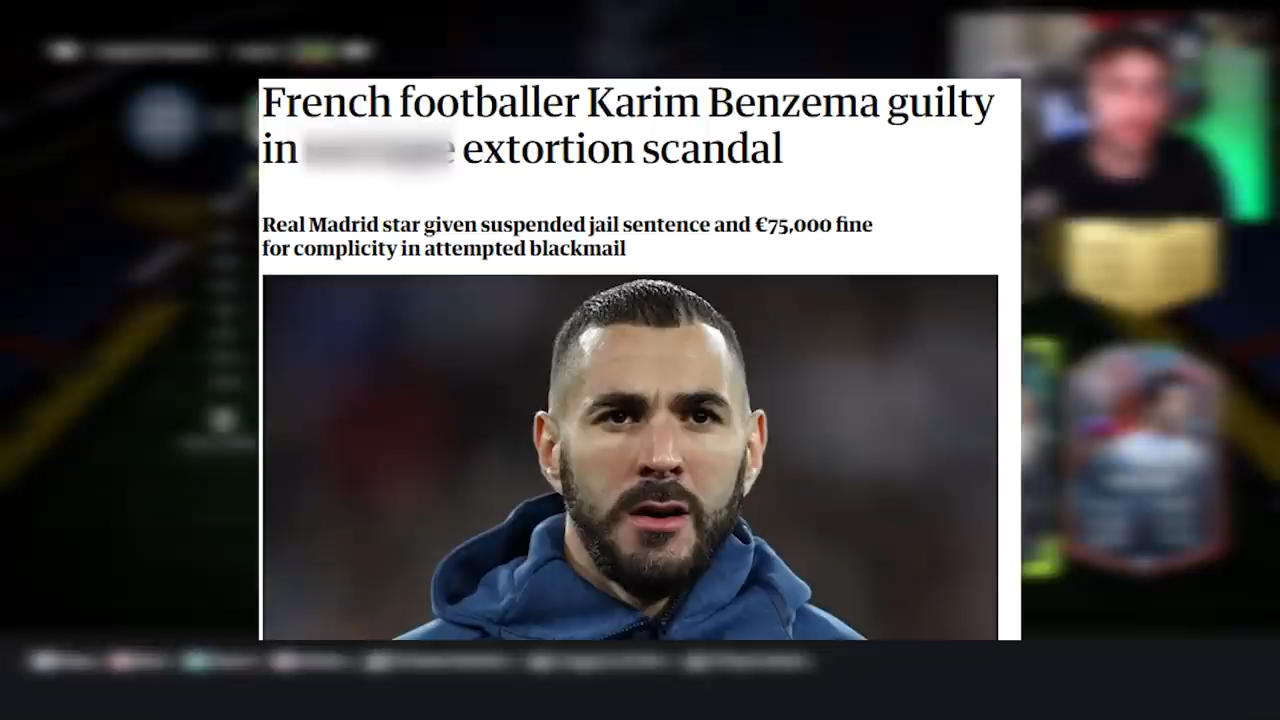 French footballer Karim Benzema guilty
in extortion scandal
Real Madrid star given suspended jail sentence and €75,000 fine
for complicity in attempted blackmail